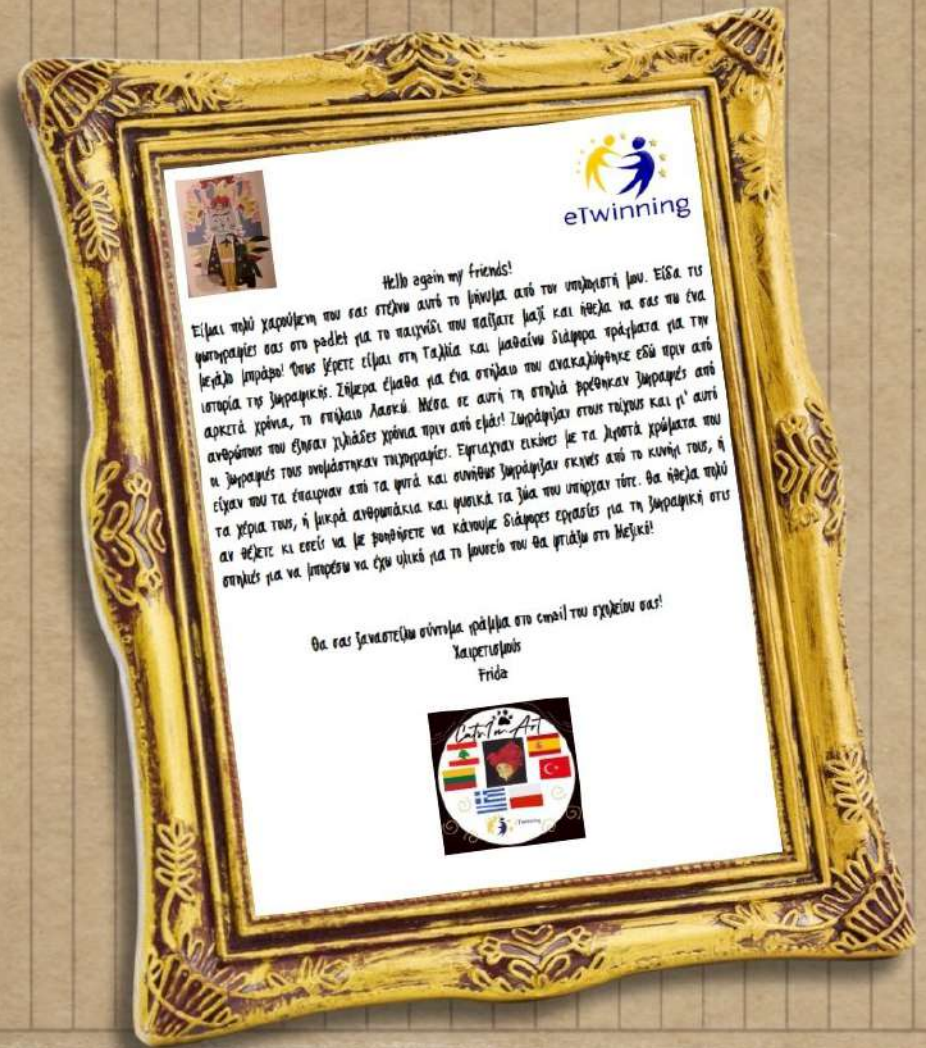 eTwinning
Hello again my friends!
Είμαι πολύ χαρούμενη που σας στέλνω αυτό το μήνυμα από τον υπολογιστή μου. Είδα τις
φωτογραφίες σας στο padlet για το παιχνίδι που παίξατε μαζί και ήθελα να σας πω ένα
μεγάλο μπράβο! Όπως ξέρετε είμαι στη Γαλλία και μαθαίνω διάφορα πράγματα για την
ιστορία της ζωγραφικής. Σήμερα έμαθα για ένα σπήλαιο που ανακαλύφθηκε εδώ πριν από
αρκετά χρόνια, το σπήλαιο Λασκώ. Μέσα σε αυτή τη σπηλιά βρέθηκαν ζωγραφιές από
ανθρώπους που έζησαν χιλιάδες χρόνια πριν από εμάς! Ζωγράφιζαν στους τοίχους και γι' αυτό
οι ζωγραφιές τους ονομάστηκαν τοιχογραφίες. Έφτιαχναν εικόνες με τα λιγοστά χρώματα που
είχαν που τα έπαιρναν από τα φυτά και συνήθως ζωγράφιζαν σκηνές από το κυνήγι τους, ή
τα χέρια τους, ή μικρά ανθρωπάκια και φυσικά τα ζώα που υπήρχαν τότε. Θα ήθελα πολύ
αν θέλετε κι εσείς να με βοηθήσετε να κάνουμε διάφορες εργασίες για τη ζωγραφική στις
σπηλιές για να μπορέσω να έχω υλικό για το μουσείο που θα φτιάξω στο Μεξικό!
Θα σας ξαναστείλω σύντομα γράμμα στο email του σχολείου σας!
Χαιρετισμούς
Frida
Cats 1 on Art
eTwinning